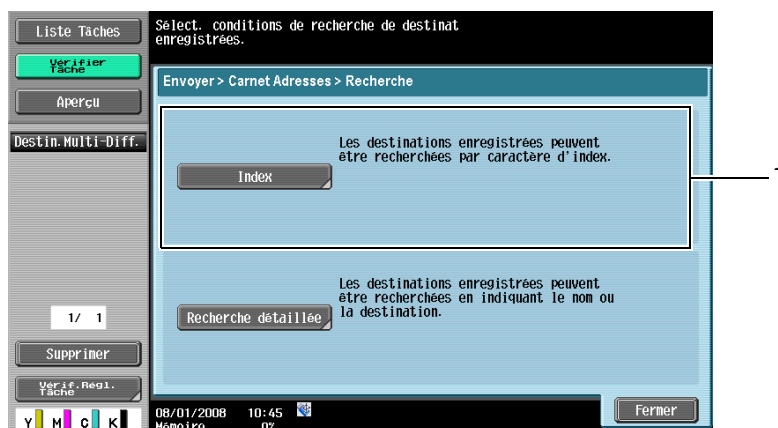 Liste Tâches
Sélect. conditions de recherche de destinat
enregistrées.
Vérifier
Tâche
Envoyer > Carnet Adresses > Recherche
Aperçu
Destin.Multi-Diff.
Les destinations enregistrées peuvent
être recherchées par caractère d'index.
Index
Les destinations enregistrées peuvent
être recherchées en indiquant le nom ou
la destination.
Recherche détaillée
1/ 1
Supprimer
Vérif.Régl.
Tâche
Fermer
08/01/2008 10:45
Mémoire 0%
Y M C K